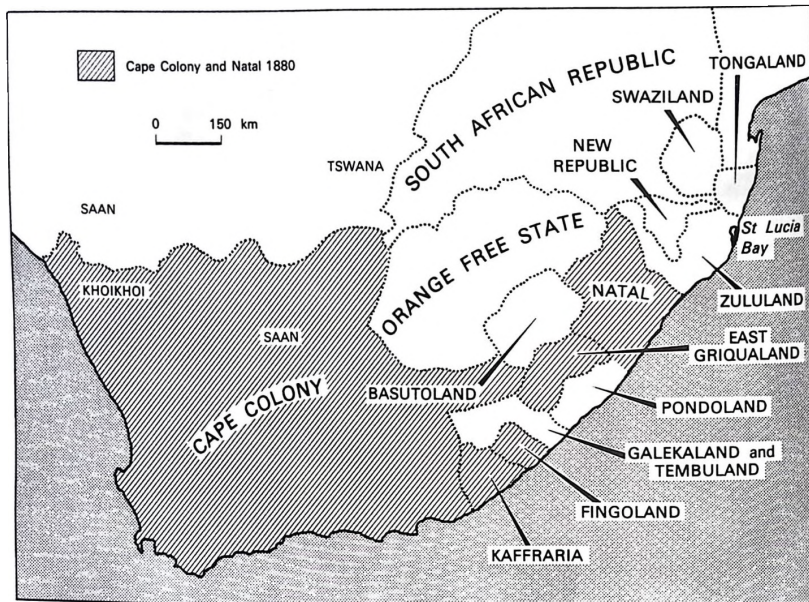 Cape Colony and Natal 1880
0 150 km
SOUTH AFRICAN REPUBLIC
TONGALAND
SWAZILAND
NEW
REPUBLIC
TSWANA
SAAN
St Lucia
Bay
ORANGE FREE STATE
KHOIKHOI
NATAL
ZULULAND
SAAN
EAST
GRIQUALAND
BASUTOLAND
CAPE COLONY
PONDOLAND
GALEKALAND and
TEMBULAND
FINGOLAND
KAFFRARIA